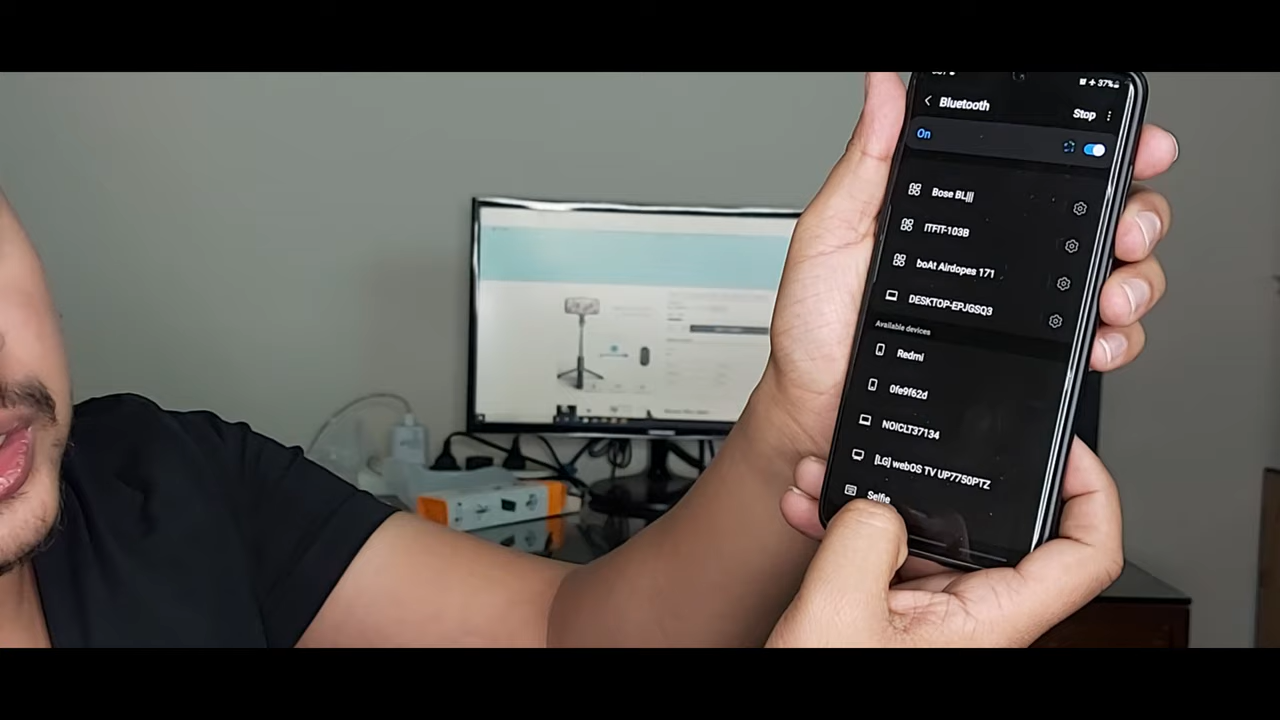 37%
Bluetooth
Stop
On
Bose BL|||
ITFIT-103B
boAt Airdopes 171
DESKTOP-EPJGSQ3
Available devices
Redmi
0fe9f62d
NOICLT37134
[LG] webOS TV UP7750PTZ
Selfie